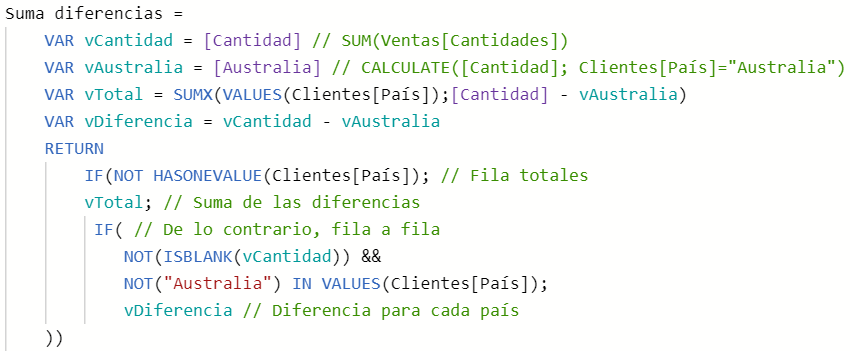 Suma diferencias =
VAR vCantidad = [Cantidad] // SUM(Ventas[Cantidades])
VAR vAustralia = [Australia] // CALCULATE([Cantidad]; Clientes[País]="Australia")
VAR vTotal = SUMX(VALUES(Clientes[País]);[Cantidad] - vAustralia)
VAR vDiferencia = vCantidad - vAustralia
RETURN
IF(NOT HASONEVALUE(Clientes[País]); // Fila totales
vTotal; // Suma de las diferencias
IF( // De lo contrario, fila a fila
NOT(ISBLANK(vCantidad)) &&
NOT("Australia") IN VALUES(Clientes[País]);
vDiferencia // Diferencia para cada país
))